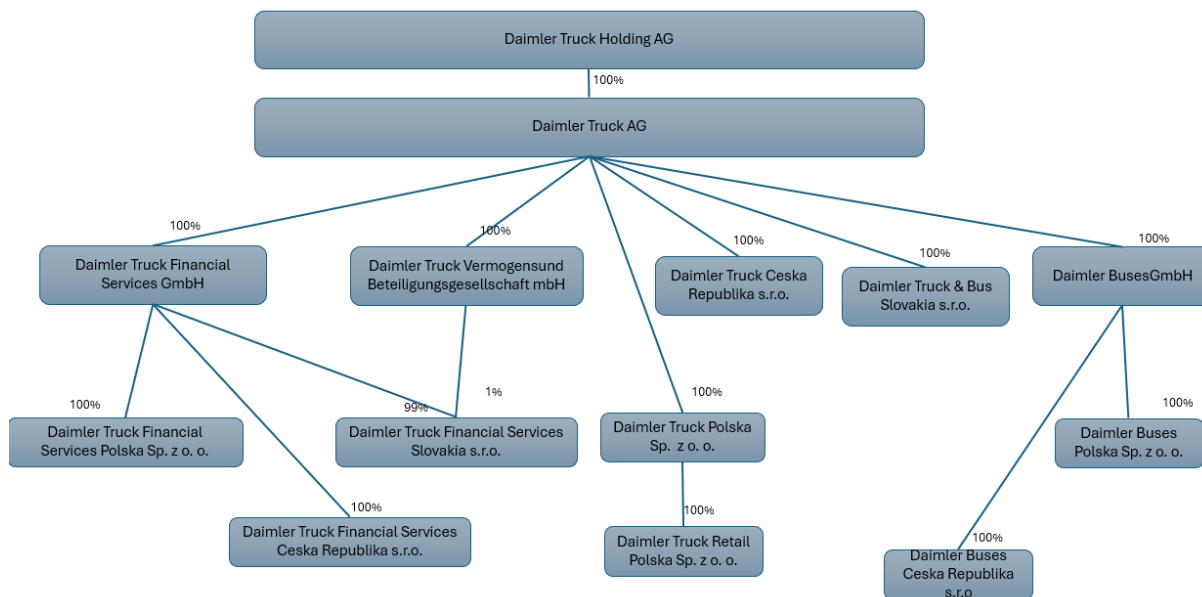 Daimler Truck Holding AG
100%
Daimler Truck AG
100%
100%
100%
100%
100%
Daimler Truck Financial
Services GmbH
Daimler Truck Vermogensund
Beteiligungsgesellschaft mbH
Daimler Truck Ceska
Republika s.r.o.
Daimler Truck & Bus
Slovakia s.r.o.
Daimler BusesGmbH
100%
99%
1%
100%
100%
Daimler Truck Financial
Services Polska Sp. z o. o.
Daimler Truck Financial Services
Slovakia s.r.o.
Daimler Truck Polska
Sp. z o. o.
Daimler Buses
Polska Sp. z o. o.
100%
100%
100%
Daimler Truck Financial Services
Ceska Republika s.r.o.
Daimler Truck Retail
Polska Sp. z o. o.
Daimler Buses
Ceska Republika
s.r.o